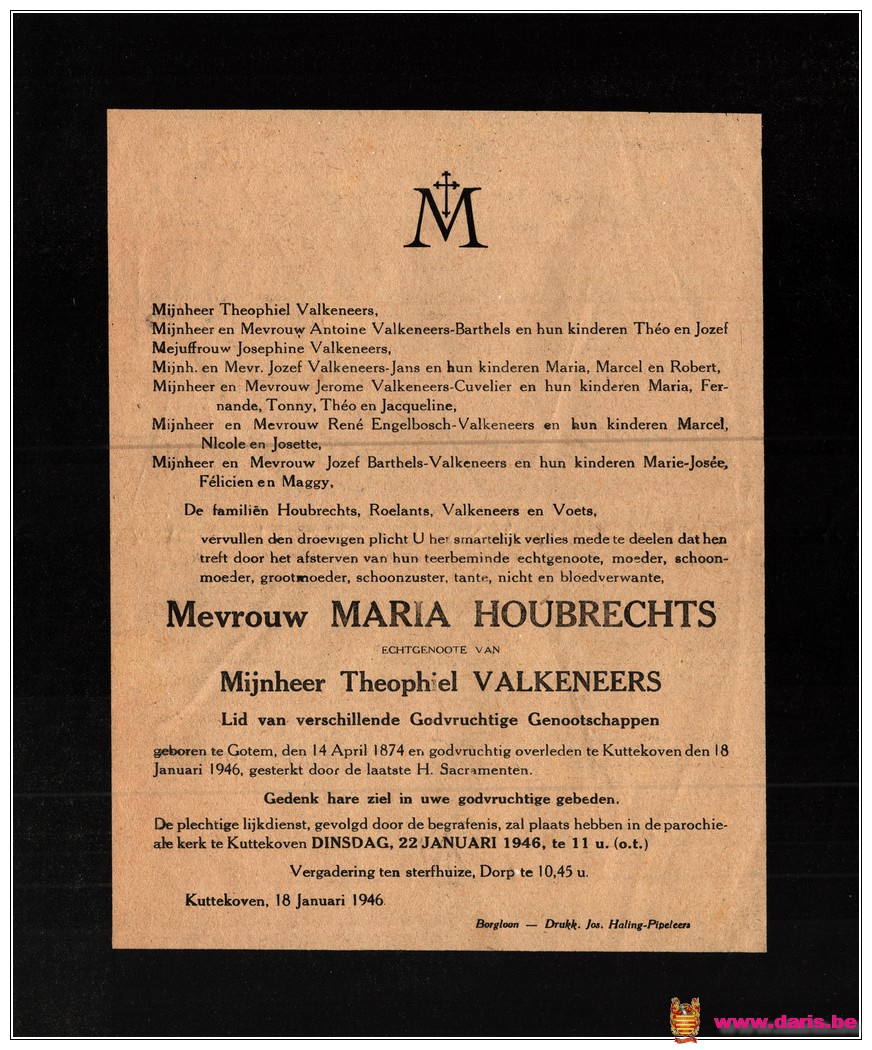 M
Mijnheer Theophiel Valkeneers,
Mijnheer en Mevrouw Antoine Valkeneers-Barthels en hun kinderen Théo en Jozef
Mejuffrouw Josephine Valkeneers,
Mijnh. en Mevr. Jozef Valkeneers-Jans en hun kinderen Maria, Marcel en Robert,
Mijnheer en Mevrouw Jerome Valkeneers-Cuvelier en hun kinderen Maria, Fer-
nande, Tonny, Théo en Jacqueline,
Mijnheer en Mevrouw René Engelbosch-Valkeneers en hun kinderen Marcel,
NIcole en Josette,
Mijnheer en Mevrouw Jozef Barthels-Valkeneers en hun kinderen Marie-Josée,
Félicien en Maggy,
De familiën Houbrechts, Roelants, Valkeneers en Voets,
vervullen den droevigen plicht U het smartelijk verlies mede te deelen dat hen
treft door het afsterven van hun teerbeminde echtgenoote, moeder, schoon-
moeder, grootmoeder, schoonzuster, tante, nicht en bloedverwante,
Mevrouw MARIA HOUBRECHTS
ECHTGENOOTE VAN
Mijnheer Theophiel VALKENEERS
Lid van verschillende Godvruchtige Genootschappen
geboren te Gotem, den 14 April 1874 en godvruchtig overleden te Kuttekoven den 18
Januari 1946, gesterkt door de laatste H. Sacramenten.
Gedenk hare ziel in uwe godvruchtige gebeden.
De plechtige lijkdienst, gevolgd door de begrafenis, zal plaats hebben in de parochie-
ale kerk te Kuttekoven DINSDAG, 22 JANUARI 1946, te 11 u. (o.t.)
Vergadering ten sterfhuize, Dorp te 10,45 u.
Kuttekoven, 18 Januari 1946
Borgloon — Drukk. Jos. Haling-Pipeleers
www.daris.be